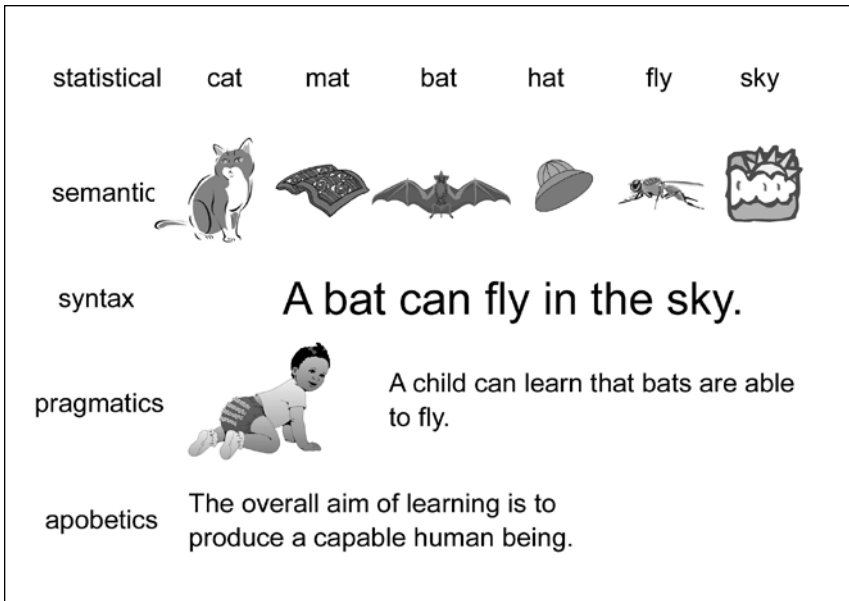 statistical cat mat bat hat fly sky
semantic
syntax A bat can fly in the sky.
pragmatics A child can learn that bats are able
to fly.
apobetics The overall aim of learning is to
produce a capable human being.